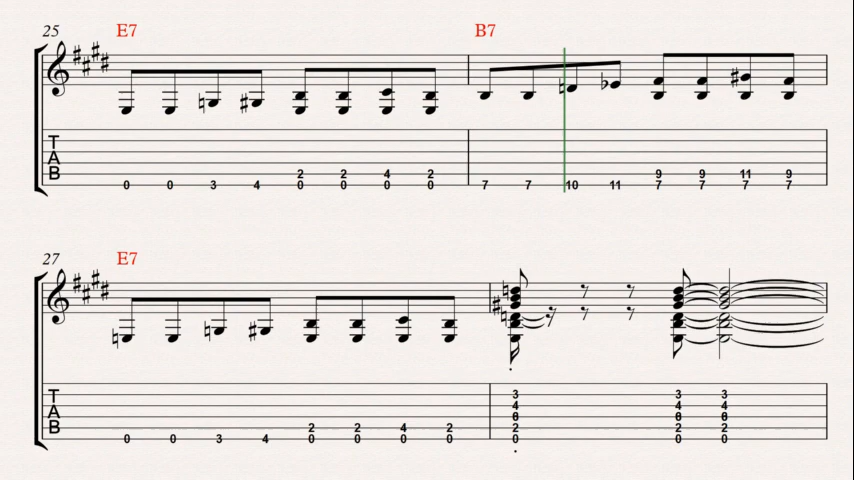 25 E7 B7
T
A
B
2 2 4 2 9 9 11 9
0 0 3 4 0 0 0 0 7 7 10 11 7 7 7 7
27 E7
T 3 3 3
A 4 4 4
0 0 0
B 2 2 4 2 2 2 2
0 0 3 4 0 0 0 0 0 0 0